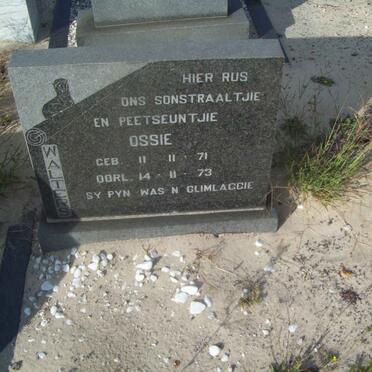 HIER RUS
ONS SONSTRAALTJIE
EN PEETSEUNTJIE
OSSIE
GEB. 11 · 11 · 71
OORL. 14 · 11 · 73
SY PYN WAS 'N GLIMLAGGIE